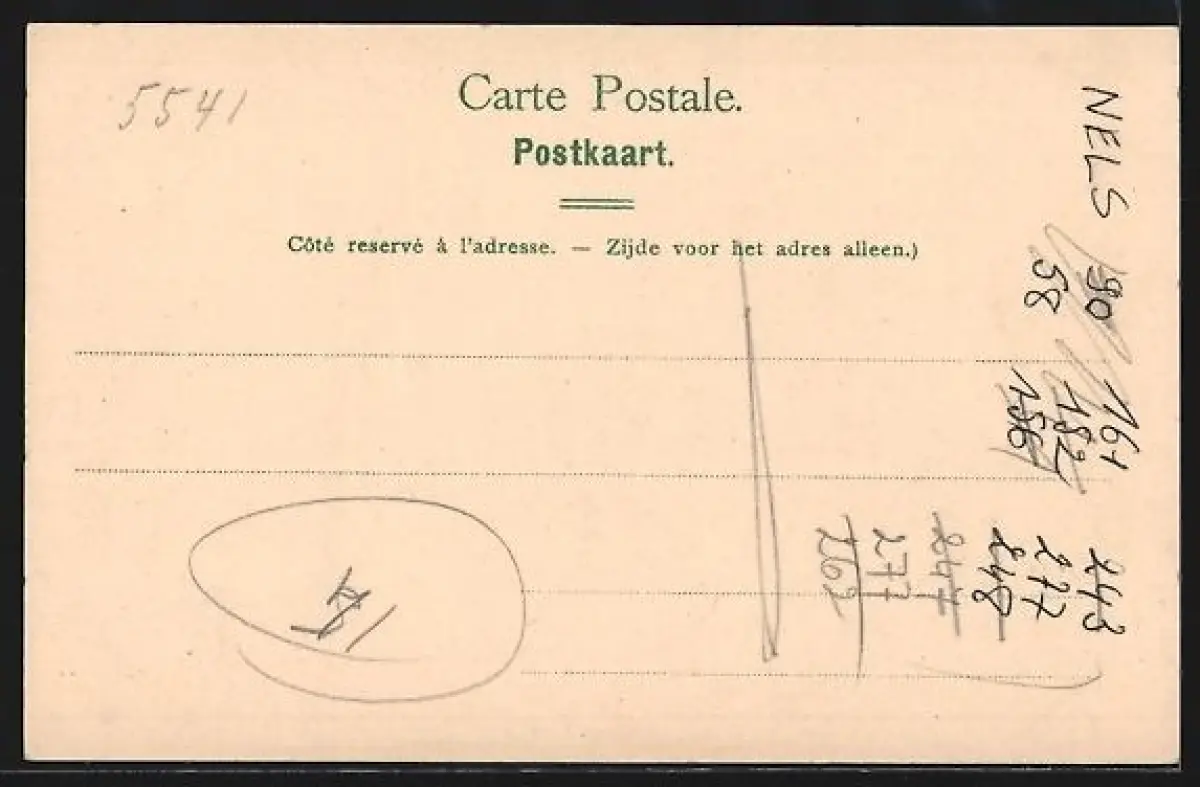 5541
Carte Postale.
Postkaart.
Côté reservé à l'adresse. — Zijde voor het adres alleen.)
NELS
90
58
161
182
156
243
277
248
247
277